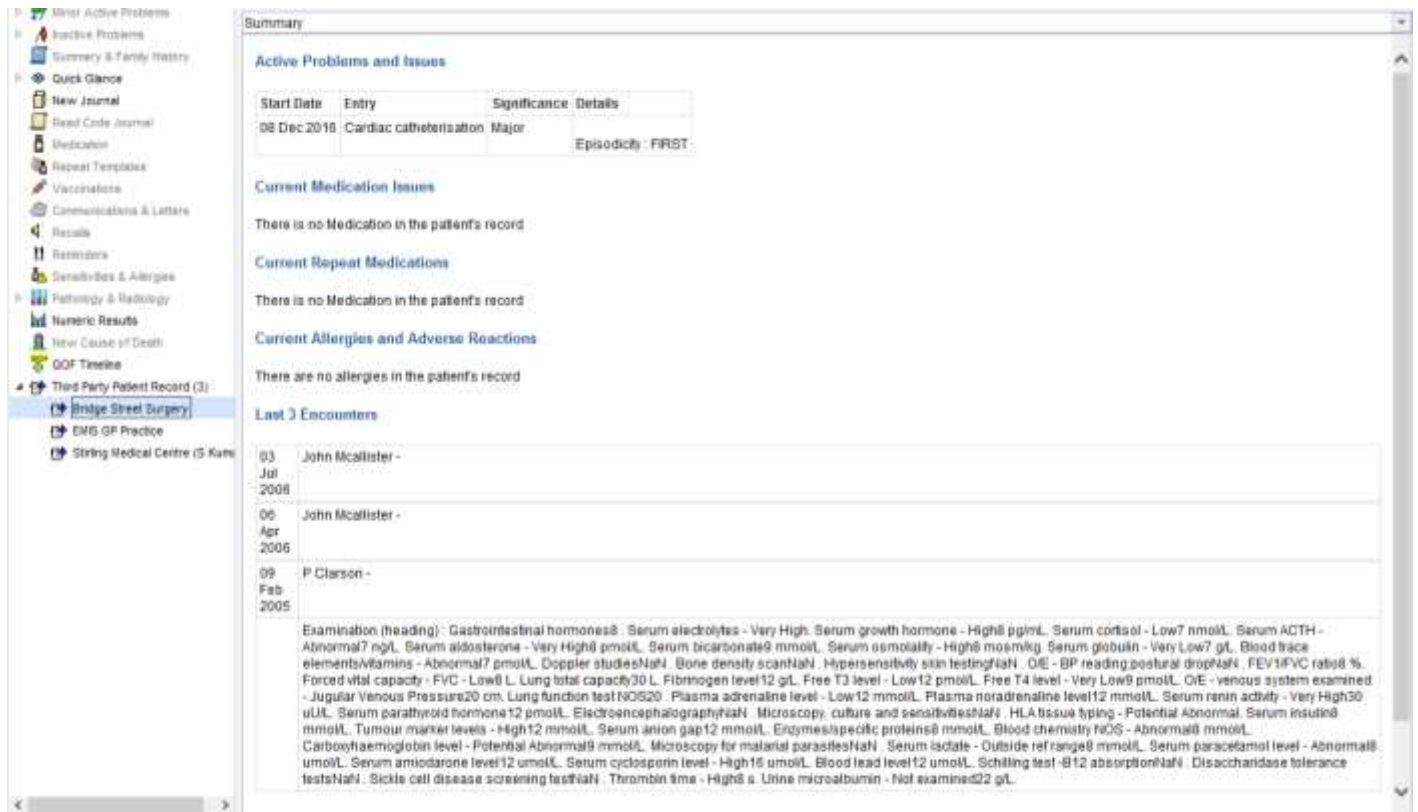 Minor Active Problems
Inactive Problems
Summary & Family History
Quick Glance
New Journal
Read Code Journal
Medication
Repeat Templates
Vaccinations
Communications & Letters
Recalls
Reminders
Sensitivities & Allergies
Pathology & Radiology
Numeric Results
New Cause of Death
QOF Timeline
Third Party Patient Record (3)
Bridge Street Surgery
EMIS GP Practice
Stirling Medical Centre (S Kum
Summary
Active Problems and Issues
Start Date Entry Significance Details
08 Dec 2016 Cardiac catheterisation Major
Episodicity : FIRST
Current Medication Issues
There is no Medication in the patient's record
Current Repeat Medications
There is no Medication in the patient's record
Current Allergies and Adverse Reactions
There are no allergies in the patient's record
Last 3 Encounters
03 John Mcallister -
Jul
2006
06 John Mcallister -
Apr
2006
09 P Clarson -
Feb
2005
Examination (heading) : Gastrointestinal hormones8 . Serum electrolytes - Very High. Serum growth hormone - High8 pg/mL. Serum cortisol - Low7 nmol/L. Serum ACTH -
Abnormal7 ng/L. Serum aldosterone - Very High8 pmol/L. Serum bicarbonate9 mmol/L. Serum osmolality - High8 mosm/kg. Serum globulin - Very Low7 g/L. Blood trace
elements/vitamins - Abnormal7 pmol/L. Doppler studiesNaN . Bone density scanNaN . Hypersensitivity skin testingNaN . O/E - BP reading:postural dropNaN . FEV1/FVC ratio8 %.
Forced vital capacity - FVC - Low8 L. Lung total capacity30 L. Fibrinogen level12 g/L. Free T3 level - Low12 pmol/L. Free T4 level - Very Low9 pmol/L. O/E - venous system examined
- Jugular Venous Pressure20 cm. Lung function test NOS20 . Plasma adrenaline level - Low12 mmol/L. Plasma noradrenaline level12 mmol/L. Serum renin activity - Very High30
uU/L. Serum parathyroid hormone12 pmol/L. ElectroencephalographyNaN . Microscopy, culture and sensitivitiesNaN . HLA tissue typing - Potential Abnormal. Serum insulin8
mmol/L. Tumour marker levels - High12 mmol/L. Serum anion gap12 mmol/L. Enzymes/specific proteins8 mmol/L. Blood chemistry NOS - Abnormal8 mmol/L.
Carboxyhaemoglobin level - Potential Abnormal9 mmol/L. Microscopy for malarial parasitesNaN . Serum lactate - Outside ref range8 mmol/L. Serum paracetamol level - Abnormal8
umol/L. Serum amiodarone level12 umol/L. Serum cyclosporin level - High16 umol/L. Blood lead level12 umol/L. Schilling test -B12 absorptionNaN . Disaccharidase tolerance
testsNaN . Sickle cell disease screening testNaN . Thrombin time - High8 s. Urine microalbumin - Not examined22 g/L.